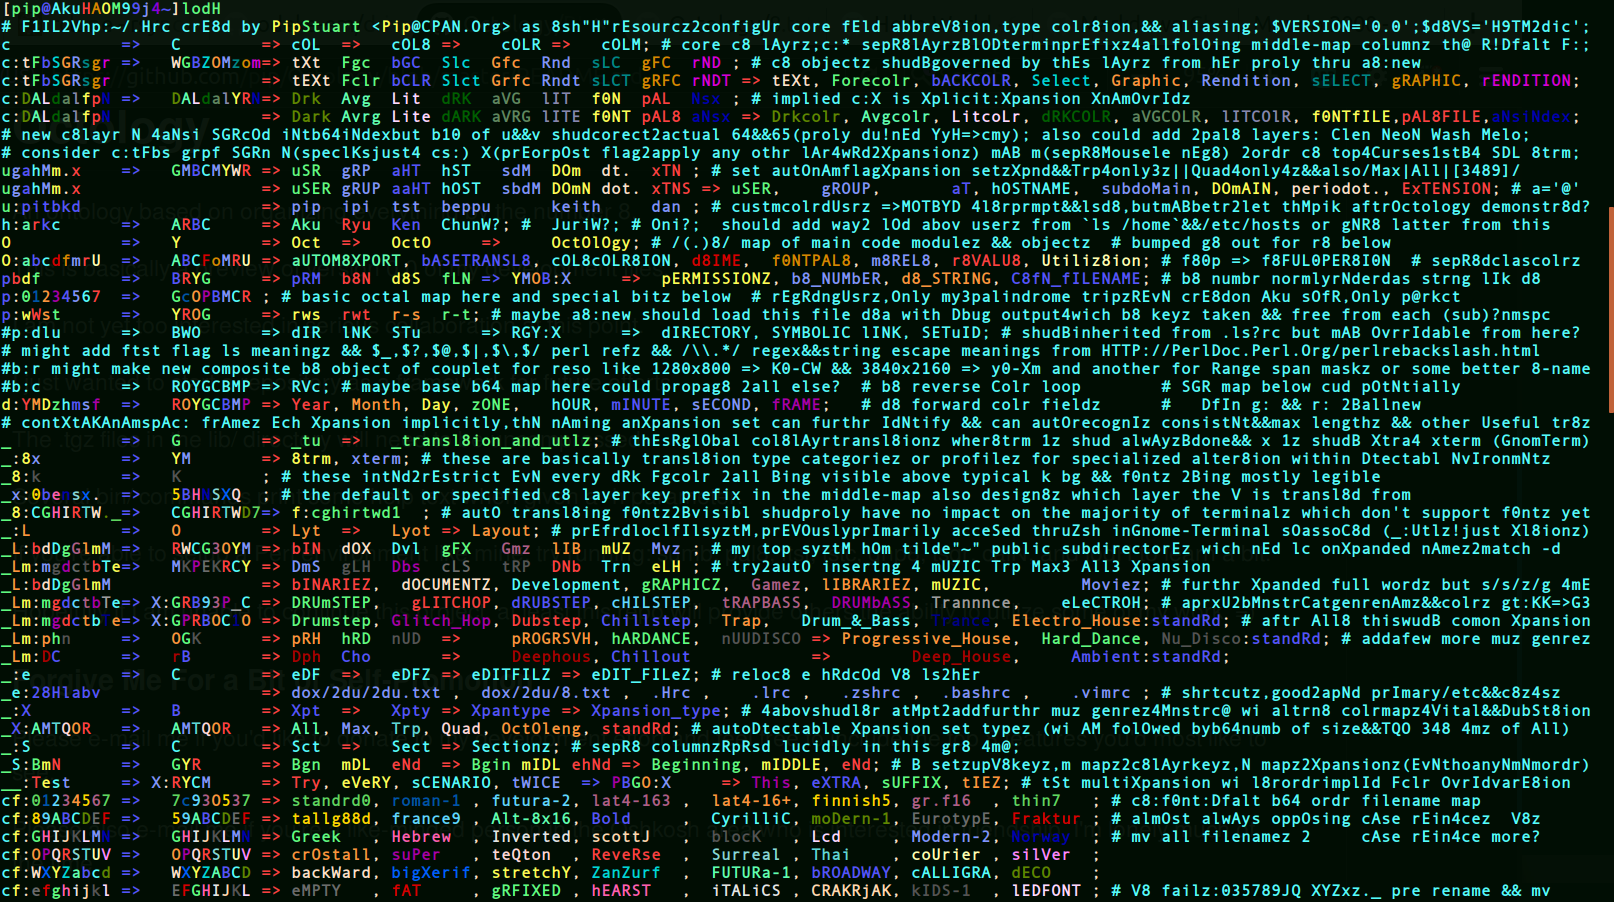 [pip@AkuHAOM99j4~]lodH
# F1IL2Vhp:~/.Hrc crE8d by PipStuart <Pip@CPAN.Org> as 8sh"H"rEsourcz2configUr core fEld abbreV8ion,type colr8ion,&& aliasing; $VERSION='0.0';$d8VS='H9TM2dic';
c => C => cOL => cOL8 => cOLR => cOLM; # core c8 lAyrz;c:* sepR8lAyrzBlODterminprEfixz4allfolOing middle-map columnz th@ R!Dfalt F:;
c:tFbSGRsgr => WGBZOMzom=> tXt Fgc bGC Slc Gfc Rnd sLC gFC rND ; # c8 objectz shudBgoverned by thEs lAyrz from hEr proly thru a8:new
c:tFbSGRsgr => tEXt Fclr bCLR Slct Grfc Rndt sLCT gRFC rNDT => tEXt, Forecolr, bACKCOLR, Select, Graphic, Rendition, sELECT, gRAPHIC, rENDITION;
c:DALdalfpN => DALdalYRN=> Drk Avg Lit dRK aVG lIT f0N pAL Nsx ; # implied c:X is Xplicit:Xpansion XnAmOvrIdz
c:DALdalfpN => Dark Avrg Lite dARK aVRG lITE f0NT pAL8 aNsx => Drkcolr, Avgcolr, LitcoLr, dRKCOLR, aVGCOLR, lITCOlR, f0NTfILE,pAL8FILE,aNsiNdex;
# new c8layr N 4aNsi SGRcOd iNtb64iNdexbut b10 of u&&v shudcorect2actual 64&&65(proly du!nEd YyH=>cmy); also could add 2pal8 layers: Clen NeoN Wash Melo;
# consider c:tFbs grpf SGRn N(speclKsjust4 cs:) X(prEorpOst flag2apply any othr lAr4wRd2Xpansionz) mAB m(sepR8Mousele nEg8) 2ordr c8 top4Curses1stB4 SDL 8trm;
ugahMm.x => GMBCMYWR => uSR gRP aHT hST sdM DOm dt. xTN ; # set autOnAmflagXpansion setzXpnd&&Trp4only3z||Quad4only4z&&also/Max|All|[3489]/
ugahMm.x => uSER gRUP aaHT hOST sbdM DOmN dot. xTNS => uSER, gROUP, aT, hOSTNAME, subdoMain, DOmAIN, periodot., ExTENSION; # a='@'
u:pitbkd => pip ipi tst beppu keith dan ; # custmcolrdUsrz =>MOTBYD 4l8rprmpt&&lsd8,butmABbetr2let thMpik aftrOctology demonstr8d?
h:arkc => ARBC => Aku Ryu Ken ChunW?; # JuriW?; # Oni?; should add way2 lOd abov userz from `ls /home`&&/etc/hosts or gNR8 latter from this
O => Y => Oct => OctO => OctOlOgy; # /(.)8/ map of main code modulez && objectz # bumped g8 out for r8 below
O:abcdfmrU => ABCFoMRU => aUTOM8XPORT, bASETRANSL8, cOL8cOLR8ION, d8IME, f0NTPAL8, m8REL8, r8VALU8, Utiliz8ion; # f80p => f8FUL0PER8I0N # sepR8dclascolrz
pbdf => BRYG => pRM b8N d8S fLN => YMOB:X => pERMISSIONZ, b8_NUMbER, d8_STRING, C8fN_fILENAME; # b8 numbr normlyrNderdas strng lIk d8
p:01234567 => GcOPBMCR ; # basic octal map here and special bitz below # rEgRdngUsrz,Only my3palindrome tripzREvN crE8don Aku sOfR,Only p@rkct
p:wWst => YROG => rws rwt r-s r-t; # maybe a8:new should load this file d8a with Dbug output4wich b8 keyz taken && free from each (sub)?nmspc
#p:dlu => BWO => dIR lNK STu => RGY:X => dIRECTORY, SYMBOLIC lINK, SETuID; # shudBinherited from .ls?rc but mAB OvrrIdable from here?
# might add ftst flag ls meaningz && $_,$?,$@,$|,$\,$/ perl refz && /\\.*/ regex&&string escape meanings from HTTP://PerlDoc.Perl.Org/perlrebackslash.html
#b:r might make new composite b8 object of couplet for reso like 1280x800 => K0-CW && 3840x2160 => y0-Xm and another for Range span maskz or some better 8-name
#b:c => ROYGCBMP => RVc; # maybe base b64 map here could propag8 2all else? # b8 reverse Colr loop # SGR map below cud pOtNtially
d:YMDzhmsf => ROYGCBMP=> Year, Month, Day, zONE, hOUR, mINUTE, sECOND, fRAME; # d8 forward colr fieldz # DfIn g: && r: 2Ballnew
# contXtAKAnAmspAc: frAmez Ech Xpansion implicitly,thN nAming anXpansion set can furthr IdNtify && can autOrecognIz consistNt&&max lengthz && other Useful tr8z
_ => G => _tu => _transl8ion_and_utlz; # thEsRglObal col8lAyrtransl8ionz wher8trm 1z shud alwAyzBdone&& x 1z shudB Xtra4 xterm (GnomTerm)
_:8x => YM => 8trm, xterm; # these are basically transl8ion type categoriez or profilez for specialized alter8ion within Dtectabl NvIronmNtz
_8:k => K ; # these intNd2rEstrict EvN every dRk Fgcolr all Bing visible above typical k bg && f0ntz 2Bing mostly legible
_x:0bemsx. => 5BHNSXQ ; # the default or specified c8 layer key prefix in the middle-map also design8z which layer the V is transl8d from
_8:CGHIRTW._=> CGHIRTWD7=> f:cghirtwd1 ; # autO transl8ing f0ntz2Bvisibl shudproly have no impact on the majority of terminalz which don't support f0ntz yet
_:L => O => Lyt => Lyot => Layout; # prEfrdloclfIlsyztM,prEVOuslyprImarily acceSed thruZsh inGnome-Terminal sOassoC8d (_:Utlz!just Xl8ionz)
_L:bdDgGlmM => RWCG3OYM => bIN dOX Dvl gFX Gmz lIB mUZ Mvz ; # my top syztM hOm tilde"~" public subdirectorEz wich nEd lc onXpanded nAmez2match -d
_Lm:mgdctbTe=> MKPEKRCY => DmS gLH Dbs cLS tRP DNb Trn eLH ; # try2autO insertng 4 mUZIC Trp Max3 All3 Xpansion
_L:bdDgGlmM => bINARIEZ, dOCUMENTZ, Development, gRAPHICZ, Gamez, lIBRARIEZ, mUZIC, Moviez; # furthr Xpanded full wordz but s/s/z/g 4mE
_Lm:mgdctbTe=> X:GRB93P_C => DRUmSTEP, gLITCHOP, dRUBSTEP, cHILSTEP, tRAPBASS, DRUMbASS, Trannnce, eLeCTROH; # aprxU2bMnstrCatgenrenAmz&&colrz gt:KK=>G3
_Lm:mgdctbTe=> X:GPRBOCTO => Drumstep, Glitch_Hop, Dubstep, Chillstep, Trap, Drum_&_Bass, Trance, Electro_House:standRd; # aftr All8 thiswudB comon Xpansion
_Lm:phn => OGK => pRH hRD nUD => pROGRSVH, hARDANCE, nUUDISCO => Progressive_House, Hard_Dance, Nu_Disco:standRd; # addafew more muz genrez
_Lm:DC => rB => Dph Cho => Deephous, Chillout => Deep_House, Ambient:standRd;
_:e => C => eDF => eDFZ => eDITFILZ => eDIT_FILeZ; # reloc8 e hRdcOd V8 ls2hEr
_e:28Hlabv => dox/2du/2du.txt , dox/2du/8.txt , .Hrc , .lrc , .zshrc , .bashrc , .vimrc ; # shrtcutz,good2apNd prImary/etc&&c8z4sz
_:X => B => Xpt => Xpty => Xpantype => Xpansion_type; # 4abovshudl8r atMpt2addfurthr muz genrez4Mnstrc@ wi altrn8 colrmapz4Vital&&DubSt8ion
_X:AMTQOR => AMTQOR => All, Max, Trp, Quad, OctOleng, standRd; # autoDtectable Xpansion set typez (wi AM folOwed byb64numb of size&&TQO 348 4mz of All)
_:S => C => Sct => Sect => Sectionz; # sepR8 columnzRpRsd lucidly in this gr8 4m@;
_S:BmN => GYR => Bgn mDL eNd => Bgin mIDL ehNd => Beginning, mIDDLE, eNd; # B setzupV8keyz,m mapz2c8lAyrkeyz,N mapz2Xpansionz(EvNthoanyNmNmordr)
__:Test => X:RYCM => Try, eVeRY, sCENARIO, tWICE => PBGO:X => This, eXTRA, sUFFIX, tIEZ; # tSt multiXpansion wi l8rordrimplId Fclr OvrIdvarE8ion
cf:01234567 => 7c930537 => standrd0, roman-1 , futura-2, lat4-163 , lat4-16+, finnish5, gr.f16 , thin7 ; # c8:f0nt:Dfalt b64 ordr filename map
cf:89ABCDEF => 59ABCDEF => tallg88d, france9 , Alt-8x16, Bold , CyrilliC, moDern-1, EurotypE, Fraktur ; # almOst alwAys oppOsing cAse rEin4ces V8z
cf:GHIJKLMN => GHIJKLMN => Greek , Hebrew , Inverted, scottJ , blocK , Lcd , Modern-2, Norway ; # mv all filenamez 2 cAse rEin4ce more?
cf:OPQRSTUV => OPQRSTUV => crOstall, suPer , teQton , ReveRse , Surreal , Thai , coUrier , silVer ;
cf:WXYZabcd => WXYZABCD => backWard, bigXerif, stretchY, ZanZurf , FUTURa-1, bROADWAY, cALLIGRA, dECO ;
cf:efghijkl => EFGHIJKL => eMPTY , fAT , gRFIXED , hEARST , iTALiCS , CRAKRjAK, kIDS-1 , lEDFONT ; # V8 failz:035789JQ XYZxz._ pre rename && mv